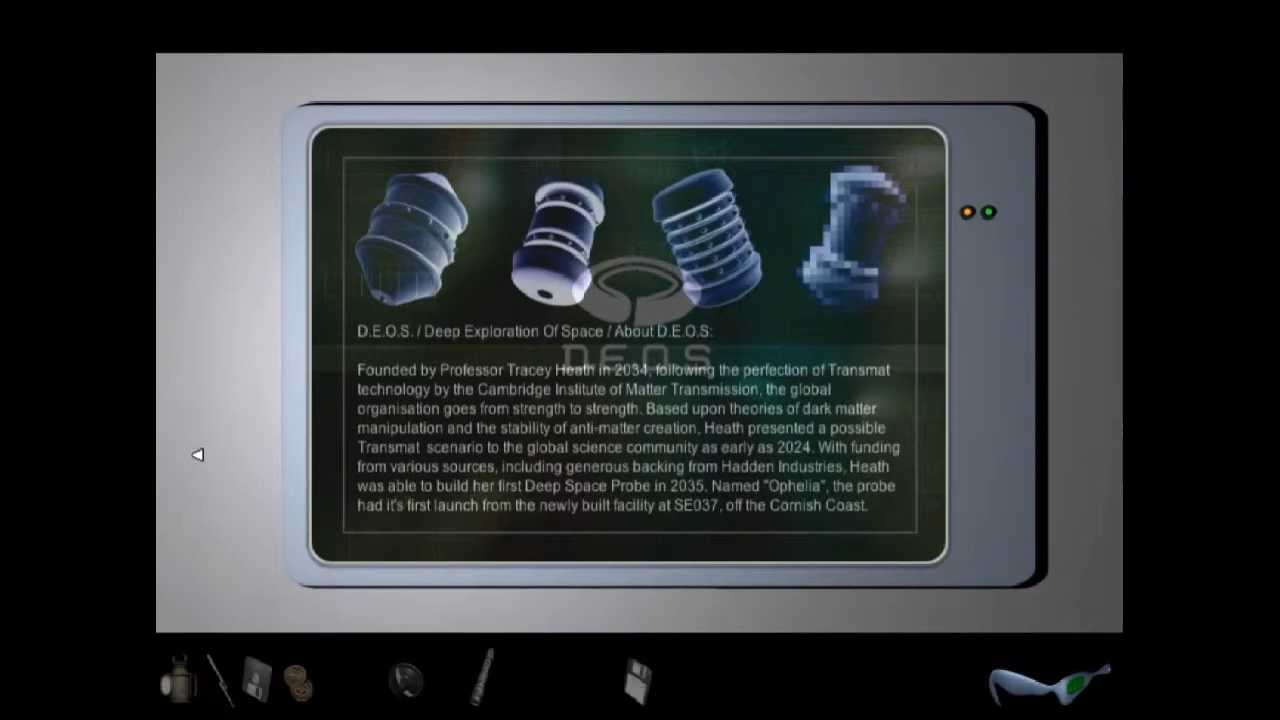 D.E.O.S. / Deep Exploration Of Space / About D.E.O.S:
DEOS
Founded by Professor Tracey Heath in 2034, following the perfection of Transmat
technology by the Cambridge Institute of Matter Transmission, the global
organisation goes from strength to strength. Based upon theories of dark matter
manipulation and the stability of anti-matter creation, Heath presented a possible
Transmat scenario to the global science community as early as 2024. With funding
from various sources, including generous backing from Hadden Industries, Heath
was able to build her first Deep Space Probe in 2035. Named "Ophelia", the probe
had it's first launch from the newly built facility at SE037, off the Cornish Coast.